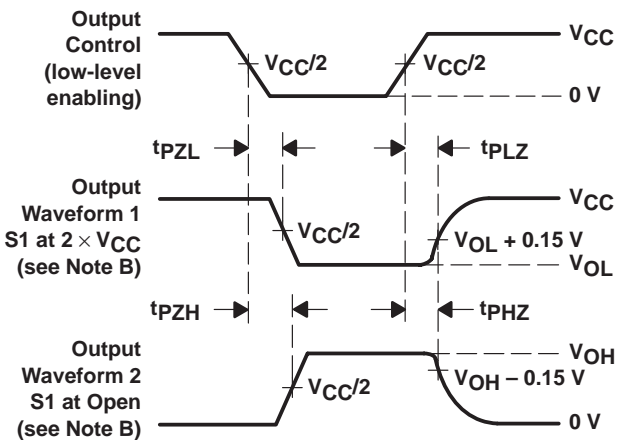 Output
Control
(low-level
enabling)
VCC/2
VCC/2
VCC
0 V
tPZL
tPLZ
Output
Waveform 1
S1 at 2 × VCC
(see Note B)
VCC/2
VCC
VOL + 0.15 V
VOL
tPZH
tPHZ
Output
Waveform 2
S1 at Open
(see Note B)
VCC/2
VOH
VOH – 0.15 V
0 V